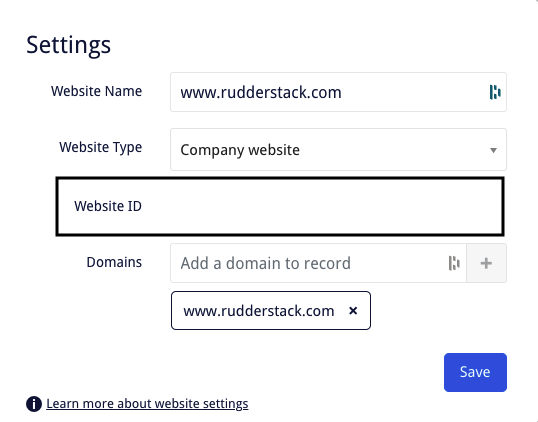 Settings
Website Name www.rudderstack.com
Website Type Company website
Website ID
Domains Add a domain to record +
www.rudderstack.com ×
Save
i Learn more about website settings